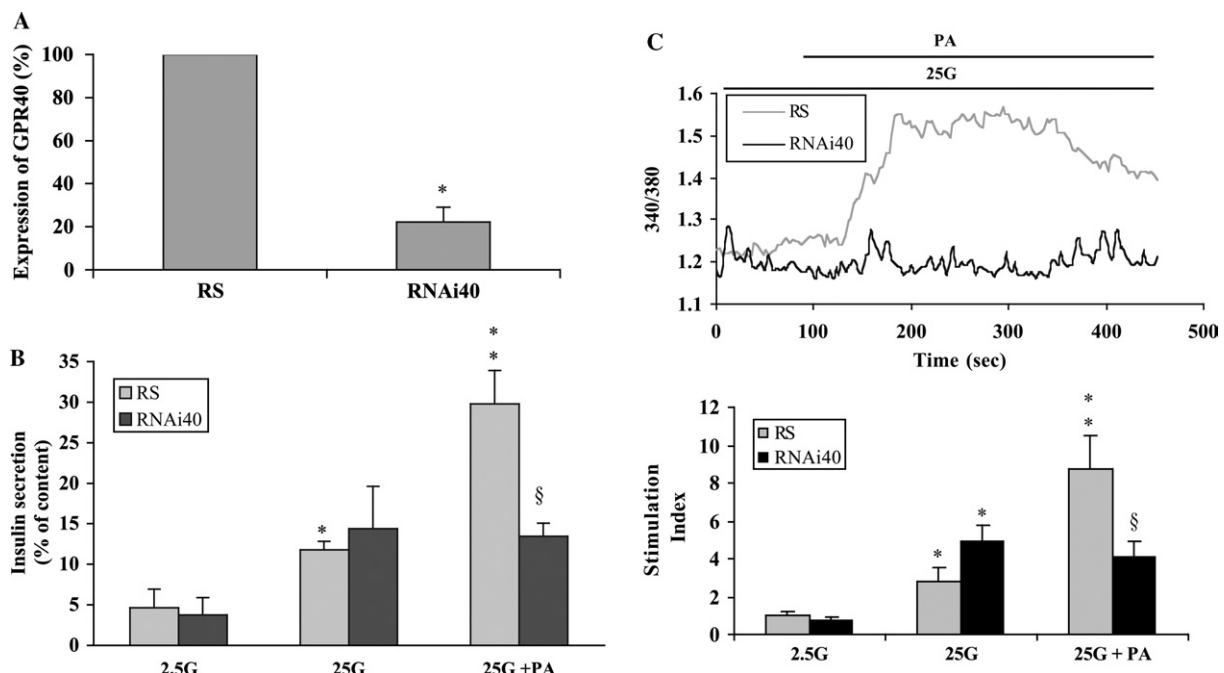 A
Expression of GPR40 (%)
100
80
60
40
20
0
*
RS
RNAi40
B
Insulin secretion
(% of content)
35
30
25
20
15
10
5
0
RS
RNAi40
*
*
*
§
2.5G
25G
25G +PA
C
PA
25G
340/380
1.6
1.5
1.4
1.3
1.2
1.1
RS
RNAi40
0
100
200
300
400
500
Time (sec)
Stimulation
Index
12
10
8
6
4
2
0
RS
RNAi40
*
*
*
*
§
2.5G
25G
25G + PA